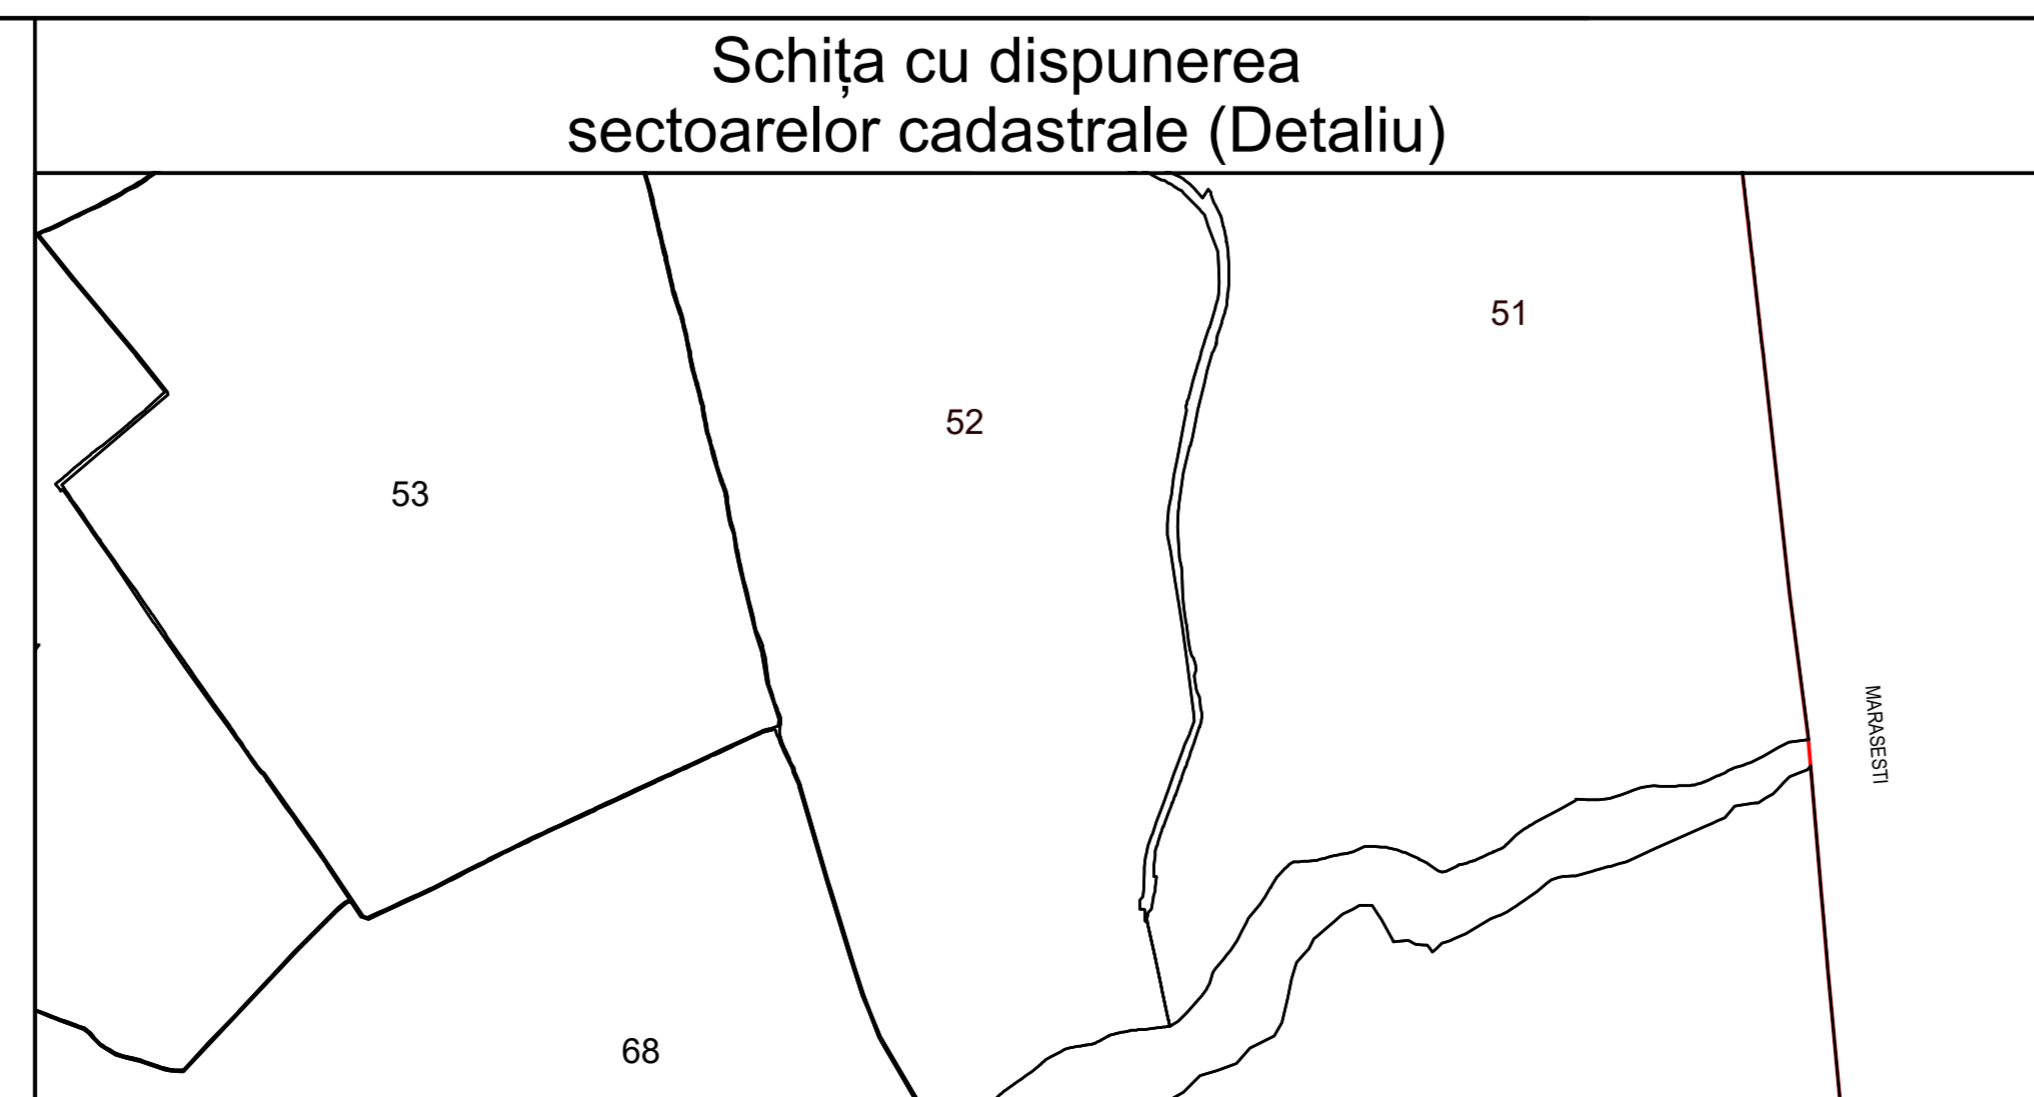 Schița cu dispunerea
sectoarelor cadastrale (Detaliu)
51
52
53
MARASESTI
68